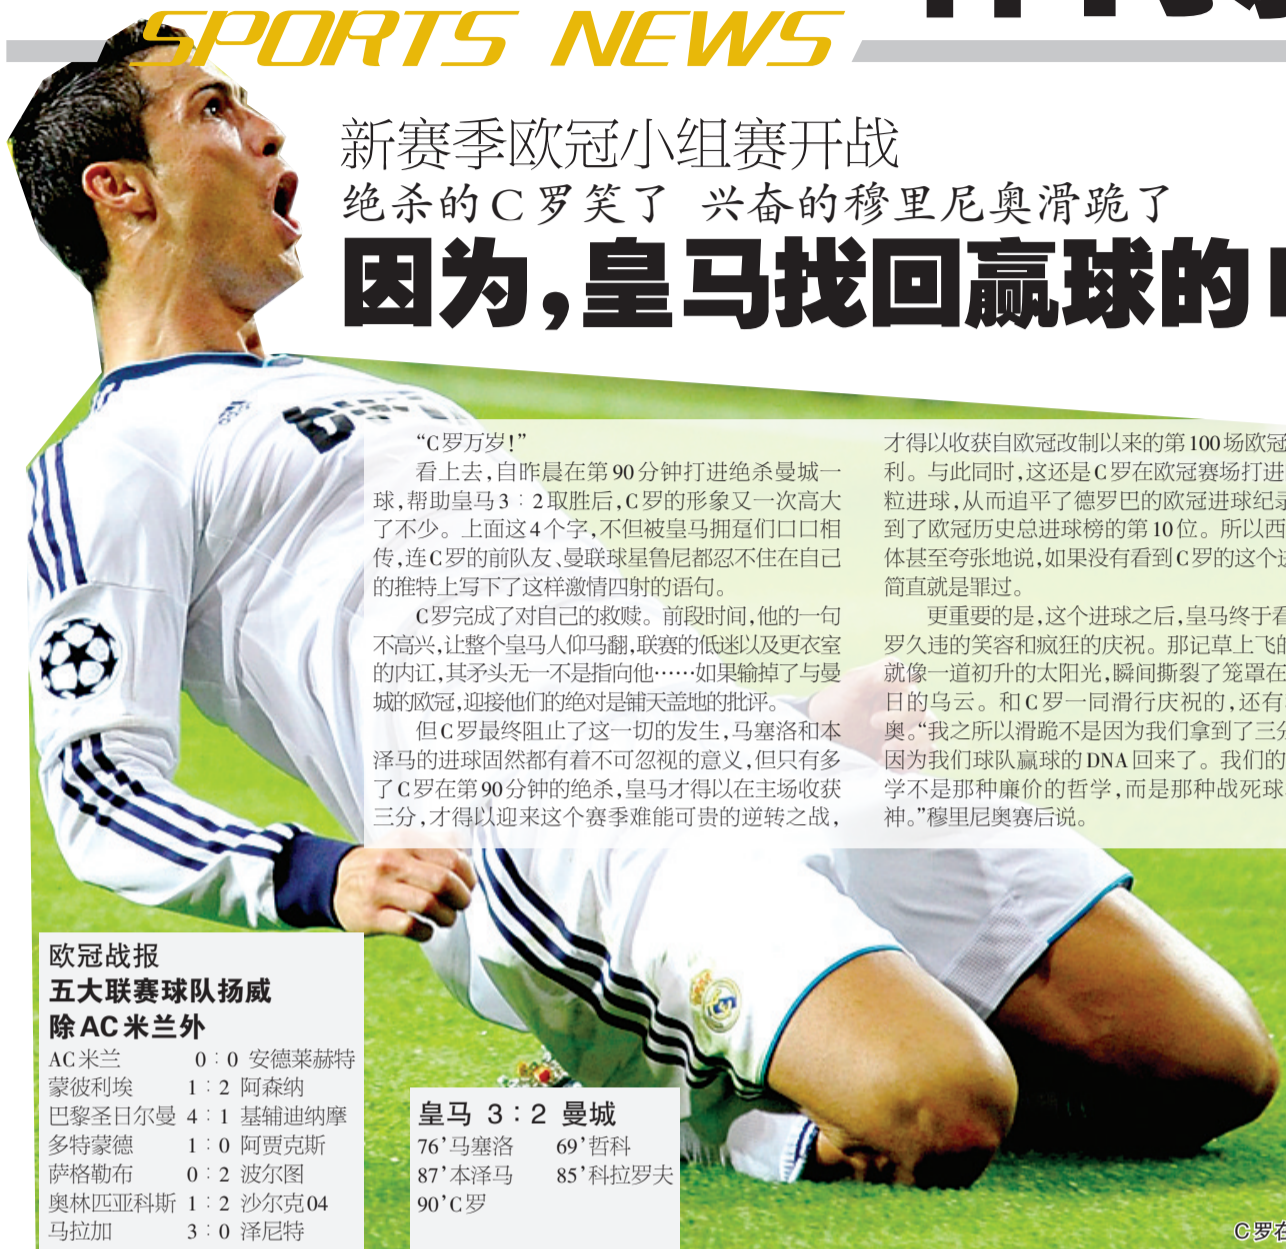 SPORTS NEWS
新赛季欧冠小组赛开战
绝杀的C罗笑了 兴奋的穆里尼奥滑跪了
因为,皇马找回赢球的
“C罗万岁!”
看上去,自昨晨在第90分钟打进绝杀曼城一
球,帮助皇马3∶2取胜后,C罗的形象又一次高大
了不少。上面这4个字,不但被皇马拥趸们口口相
传,连C罗的前队友、曼联球星鲁尼都忍不住在自己
的推特上写下了这样激情四射的语句。
C罗完成了对自己的救赎。前段时间,他的一句
不高兴,让整个皇马人仰马翻,联赛的低迷以及更衣室
的内讧,其矛头无一不是指向他……如果输掉了与曼
城的欧冠,迎接他们的绝对是铺天盖地的批评。
但C罗最终阻止了这一切的发生,马塞洛和本
泽马的进球固然都有着不可忽视的意义,但只有多
了C罗在第90分钟的绝杀,皇马才得以在主场收获
三分,才得以迎来这个赛季难能可贵的逆转之战,
才得以收获自欧冠改制以来的第100场欧冠
利。与此同时,这还是C罗在欧冠赛场打进
粒进球,从而追平了德罗巴的欧冠进球纪录
到了欧冠历史总进球榜的第10位。所以西
体甚至夸张地说,如果没有看到C罗的这个进
简直就是罪过。
更重要的是,这个进球之后,皇马终于看
罗久违的笑容和疯狂的庆祝。那记草上飞的
就像一道初升的太阳光,瞬间撕裂了笼罩在
日的乌云。和C罗一同滑行庆祝的,还有
奥。“我之所以滑跪不是因为我们拿到了三分
因为我们球队赢球的DNA回来了。我们的
学不是那种廉价的哲学,而是那种战死球
神。”穆里尼奥赛后说。
欧冠战报
五大联赛球队扬威
除AC米兰外
AC米兰 0∶0 安德莱赫特
蒙彼利埃 1∶2 阿森纳
巴黎圣日尔曼 4∶1 基辅迪纳摩
多特蒙德 1∶0 阿贾克斯
萨格勒布 0∶2 波尔图
奥林匹亚科斯 1∶2 沙尔克04
马拉加 3∶0 泽尼特
皇马 3∶2 曼城
76’马塞洛 69’哲科
87’本泽马 85’科拉罗夫
90’C罗
C罗在